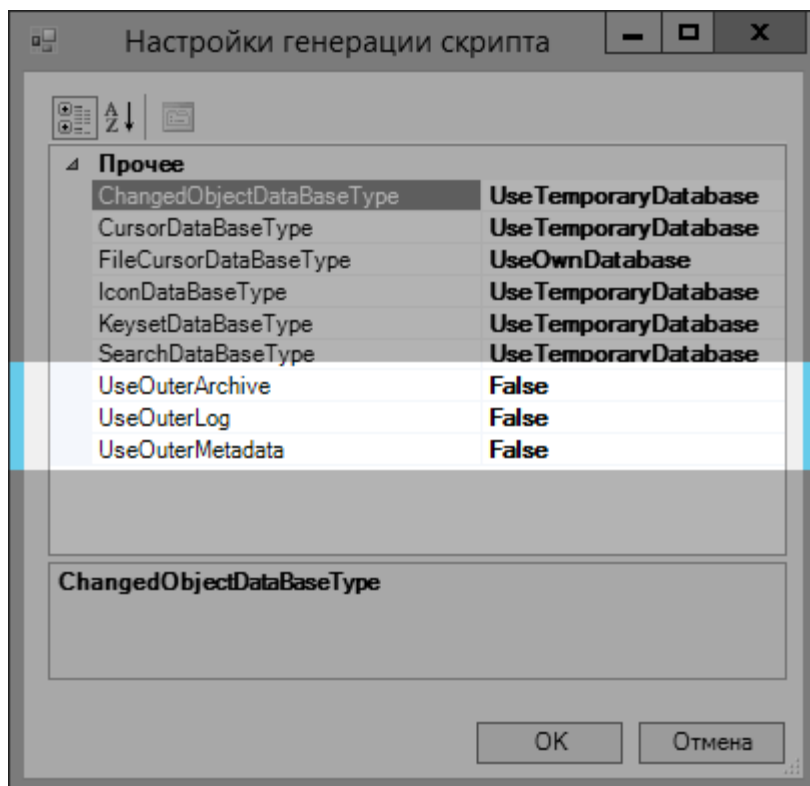 Настройки генерации скрипта
Прочее
ChangedObjectDataBaseType UseTemporaryDatabase
CursorDataBaseType UseTemporaryDatabase
FileCursorDataBaseType UseOwnDatabase
IconDataBaseType UseTemporaryDatabase
KeysetDataBaseType UseTemporaryDatabase
SearchDataBaseType UseTemporaryDatabase
UseOuterArchive False
UseOuterLog False
UseOuterMetadata False
ChangedObjectDataBaseType
OK Отмена